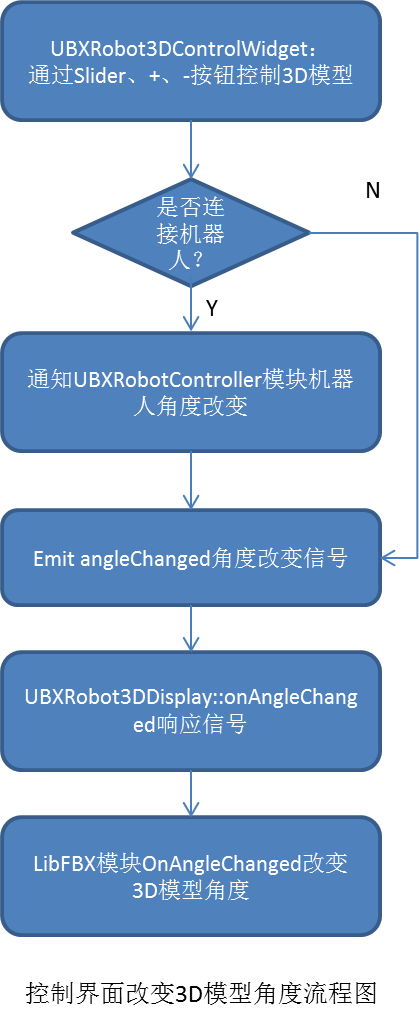 UBXRobot3DControlWidget：
通过Slider、+、-按钮控制3D模型
是否连
接机器
人？
N
Y
通知UBXRobotController模块机器
人角度改变
Emit angleChanged角度改变信号
UBXRobot3DDisplay::onAngleChang
ed响应信号
LibFBX模块OnAngleChanged改变
3D模型角度
控制界面改变3D模型角度流程图